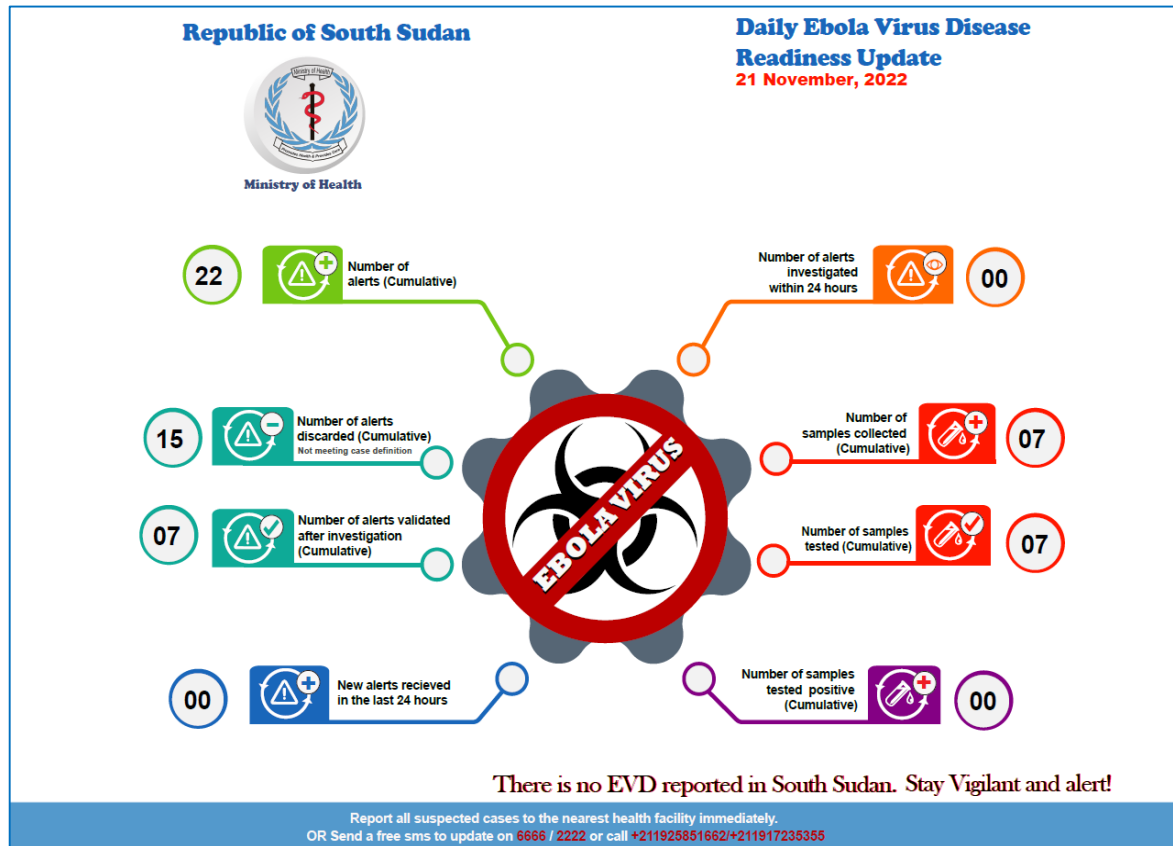 Republic of South Sudan
Ministry of Health
Ministry of Health
Daily Ebola Virus Disease
Readiness Update
21 November, 2022
22
Number of
alerts (Cumulative)
Number of alerts
investigated
within 24 hours
00
15
Number of alerts
discarded (Cumulative)
Not meeting case definition
Number of
samples collected
(Cumulative)
07
07
Number of alerts validated
after investigation
(Cumulative)
Number of samples
tested (Cumulative)
07
EBOLA VIRUS
00
New alerts recieved
in the last 24 hours
Number of samples
tested positive
(Cumulative)
00
There is no EVD reported in South Sudan. Stay Vigilant and alert!
Report all suspected cases to the nearest health facility immediately.
OR Send a free sms to update on 6666 / 2222 or call +211925851662/+211917235355